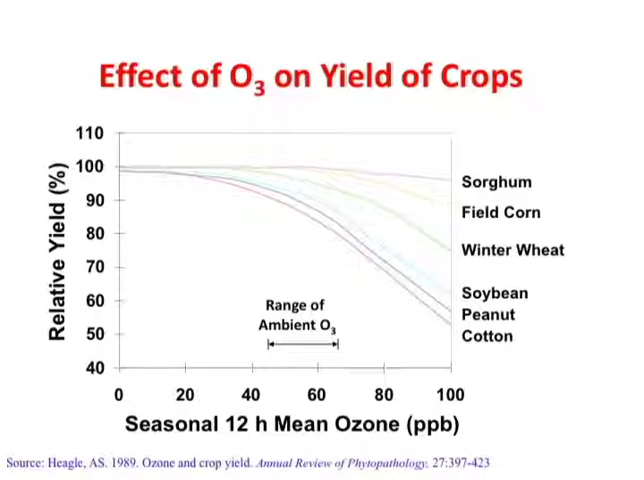 Effect of O3 on Yield of Crops
110
100
90
80
70
60
50
40
Relative Yield (%)
Sorghum
Field Corn
Winter Wheat
Soybean
Peanut
Cotton
Range of
Ambient O3
0 20 40 60 80 100
Seasonal 12 h Mean Ozone (ppb)
Source: Heagle, AS. 1989. Ozone and crop yield. Annual Review of Phytopathology, 27:397-423